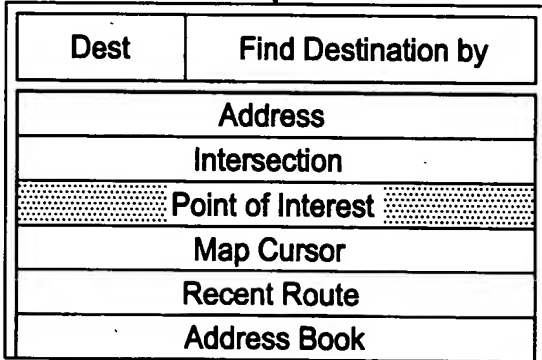 Dest Find Destination by
Address
Intersection
Point of Interest
Map Cursor
Recent Route
Address Book